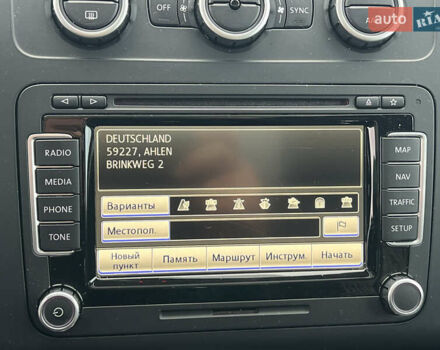 OFF
SYNC
A/C
auto RIA
RADIO
MEDIA
PHONE
TONE
DEUTSCHLAND
59227, AHLEN
BRINKWEG 2
Варианты
Местопол.
Новый пункт
Память
Маршрут
Инструм.
Начать
MAP
NAV
TRAFFIC
SETUP